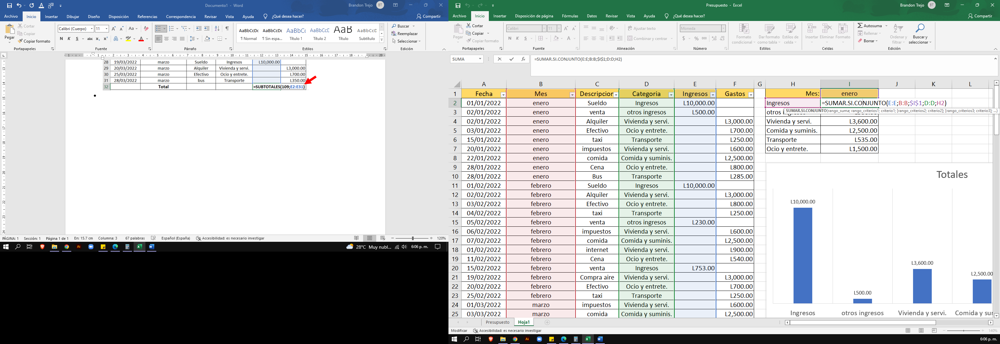 Documento1 - Word
Brandon Trejo BT
Archivo Inicio Insertar Dibujar Diseño Disposición Referencias Correspondencia Revisar Vista Ayuda ¿Qué desea hacer? Compartir
Pegar Cortar Copiar Copiar formato
Portapapeles
Calibri (Cuerpo) 11
N K S abc x₂ x²
Fuente
Párrafo
AaBbCcDc AaBbCcDc AaBbCc AaBbCcD AaB AaBbCcD
¶ Normal ¶ Sin espa... Título 1 Título 2 Título Subtítulo
Estilos
Buscar
Reemplazar
Seleccionar
Edición
28 19/03/2022 marzo Sueldo Ingresos L10,000.00
29 20/03/2022 marzo Alquiler Vivienda y servi. L3,000.00
30 25/03/2022 marzo Efectivo Ocio y entrete. L700.00
31 28/03/2022 marzo bus Transporte L350.00
32 Total =SUBTOTALES(109;E2:E31)
PÁGINA: 1 Sección: 1 Página 1 de 1 En: 15.7 cm Columna: 3 67 palabras Español (España) Accesibilidad: es necesario investigar 120%
28°C Muy nubl... 6:06 p. m.
Presupuesto - Excel
Brandon Trejo BT
Archivo Inicio Insertar Disposición de página Fórmulas Datos Revisar Vista Ayuda ¿Qué desea hacer? Compartir
Pegar Cortar Copiar Copiar formato
Portapapeles
Calibri 11
N K S
Fuente
Ajustar texto
Combinar y centrar
Alineación
Moneda
$ % 000
Número
Formato condicional Dar formato como tabla Estilos de celda
Estilos
Insertar Eliminar Formato
Celdas
Autosuma
Rellenar
Borrar
Ordenar y filtrar Buscar y seleccionar
Edición
SUMA =SUMAR.SI.CONJUNTO(E:E;B:B;$I$1;D:D;H2)
A B C D E F G H I J K L
1 Fecha Mes Descripcior Categoria Ingresos Gastos Mes: enero
2 01/01/2022 enero Sueldo Ingresos L10,000.00 Ingresos =SUMAR.SI.CONJUNTO(E:E;B:B;$I$1;D:D;H2)
SUMAR.SI.CONJUNTO(rango_suma; rango_criterios1; criterio1; [rango_criterios2; criterio2]; [rango_criterios3; criterio3]; ...)
3 02/01/2022 enero venta otros ingresos L500.00
4 02/01/2022 enero Alquiler Vivienda y servi. L3,000.00 Vivienda y servi. L3,600.00
5 03/01/2022 enero Efectivo Ocio y entrete. L700.00 Comida y suminis. L2,500.00
6 15/01/2022 enero taxi Transporte L250.00 Transporte L535.00
7 20/01/2022 enero impuestos Vivienda y servi. L600.00 Ocio y entrete. L1,500.00
8 22/01/2022 enero comida Comida y suminis. L2,500.00
9 28/01/2022 enero Cena Ocio y entrete. L800.00
10 28/01/2022 enero Bus Transporte L285.00
11 01/02/2022 febrero Sueldo Ingresos L10,000.00
12 02/02/2022 febrero Alquiler Vivienda y servi. L3,000.00
13 03/02/2022 febrero Efectivo Ocio y entrete. L800.00
14 04/02/2022 febrero taxi Transporte L250.00
15 05/02/2022 febrero venta otros ingresos L230.00
16 06/02/2022 febrero impuestos Vivienda y servi. L600.00
17 07/02/2022 febrero comida Comida y suminis. L2,500.00
18 01/02/2022 febrero internet Vivienda y servi. L900.00
19 11/02/2022 febrero Cena Ocio y entrete. L540.00
20 15/02/2022 febrero venta Ingresos L753.00
21 19/02/2022 febrero Compra aire Vivienda y servi. L3,000.00
22 20/02/2022 febrero Efectivo Ocio y entrete. L700.00
23 25/02/2022 febrero taxi Transporte L250.00
24 01/03/2022 marzo impuestos Vivienda y servi. L600.00
25 03/03/2022 marzo comida Comida y suminis. L2,500.00
Totales
L10,000.00
L500.00
L3,600.00
L2,500.00
Ingresos otros ingresos Vivienda y servi. Comida y sur
Presupuesto Hoja1
Modificar Accesibilidad: es necesario investigar 140%
6:06 p. m.